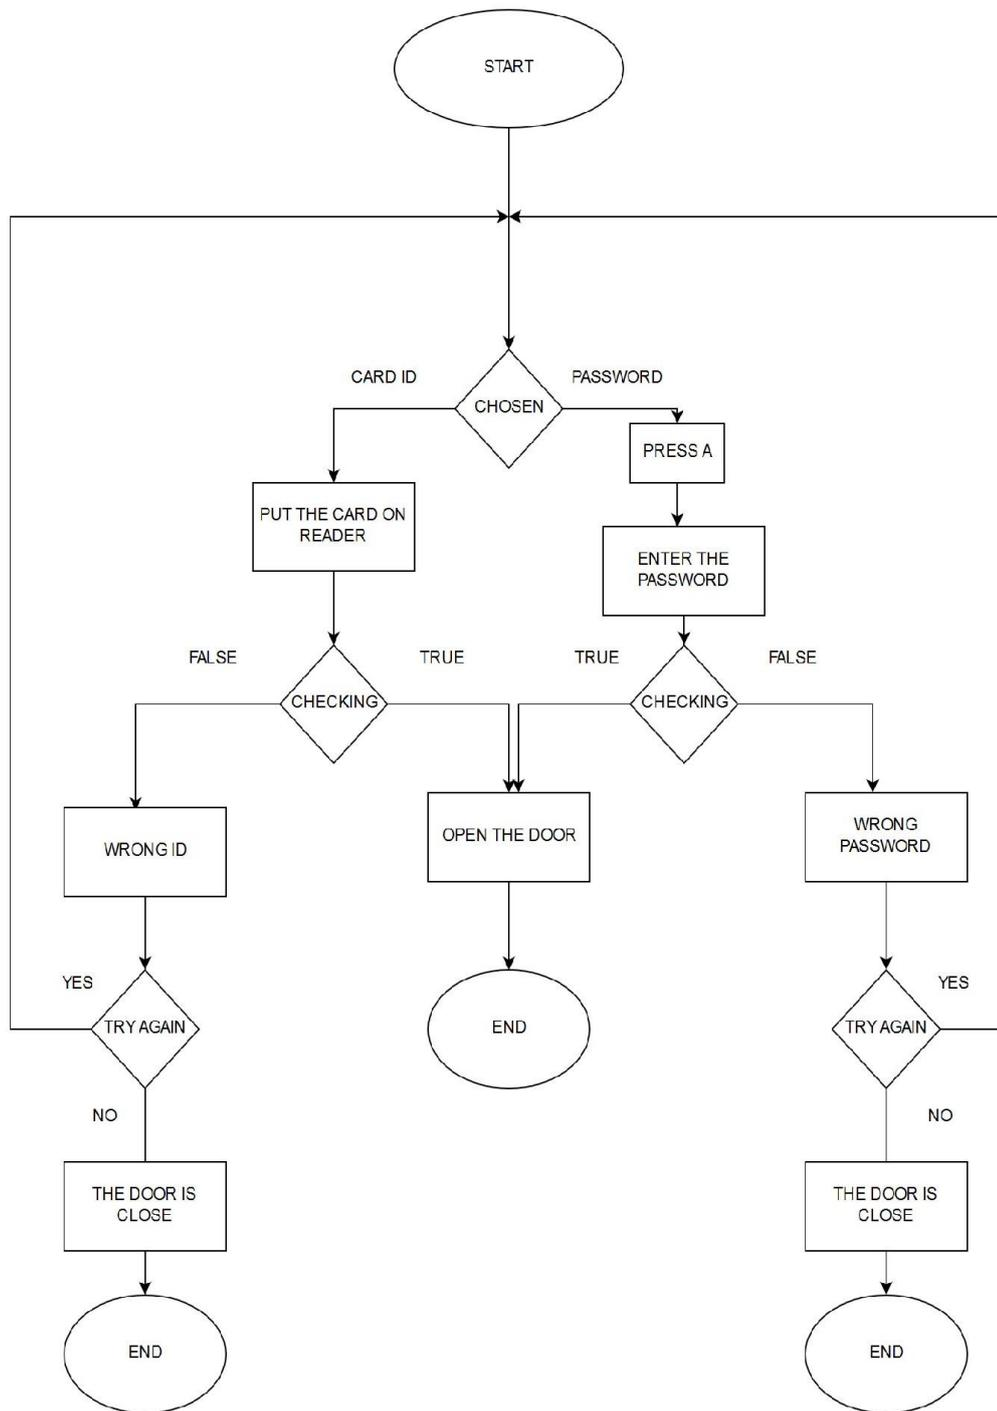 START
CARD ID
PASSWORD
CHOSEN
PRESS A
PUT THE CARD ON
READER
ENTER THE
PASSWORD
FALSE
TRUE
TRUE
FALSE
CHECKING
CHECKING
WRONG ID
OPEN THE DOOR
WRONG
PASSWORD
YES
YES
TRY AGAIN
END
TRY AGAIN
NO
NO
THE DOOR IS
CLOSE
THE DOOR IS
CLOSE
END
END